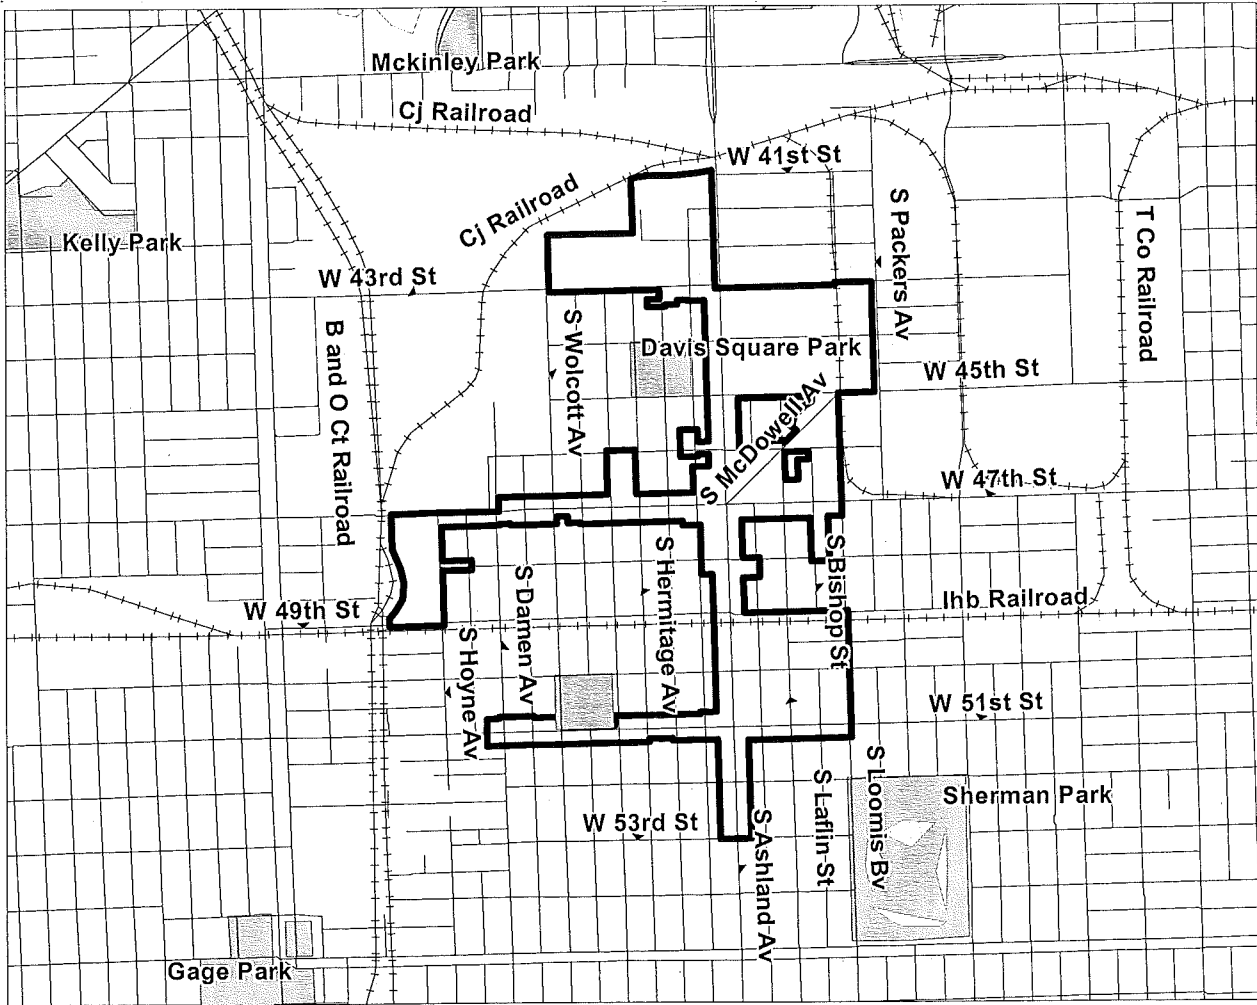 Mckinley Park
Cj Railroad
W 41st St
Cj Railroad
S Packers Av
T Co Railroad
Kelly Park
W 43rd St
S Wolcott Av
B and O Ct Railroad
Davis Square Park
W 45th St
S McDowell Av
W 47th St
S Hermitage Av
S Damen Av
S Bishop St
W 49th St
Ihb Railroad
S Hoyne Av
W 51st St
S Loomis Bv
S Laflin St
Sherman Park
W 53rd St
S Ashland Av
Gage Park